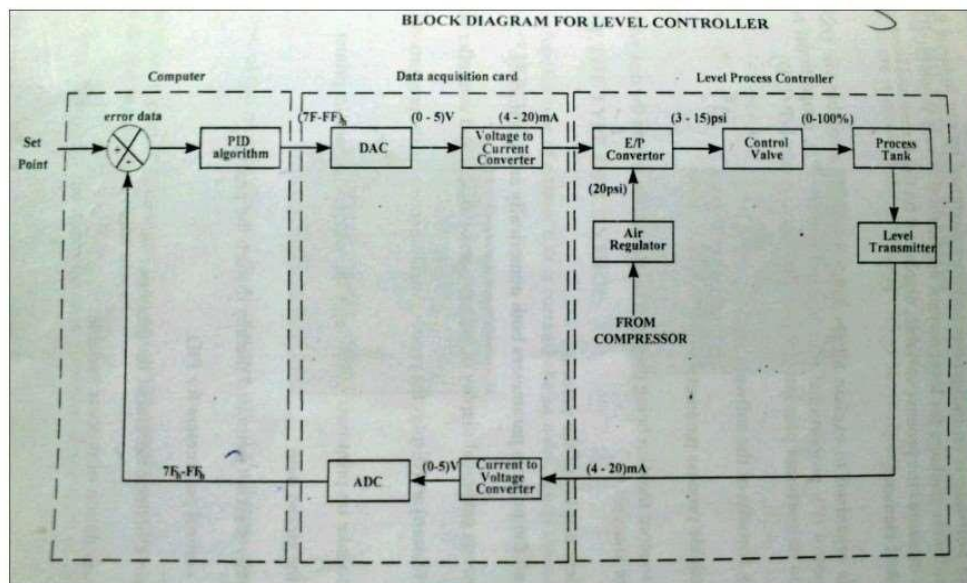 BLOCK DIAGRAM FOR LEVEL CONTROLLER
Computer
Data acquisition card
Level Process Controller
error data
(7F-FF)h
(0 - 5)V
(4 - 20)mA
(3 - 15)psi
(0-100%)
Set
Point
+
-
PID
algorithm
DAC
Voltage to
Current Converter
E/P
Convertor
Control
Valve
Process
Tank
(20psi)
Air
Regulator
Level
Transmitter
FROM
COMPRESSOR
7Fh-FFh
ADC
(0-5)V
Current to
Voltage
Converter
(4 - 20)mA